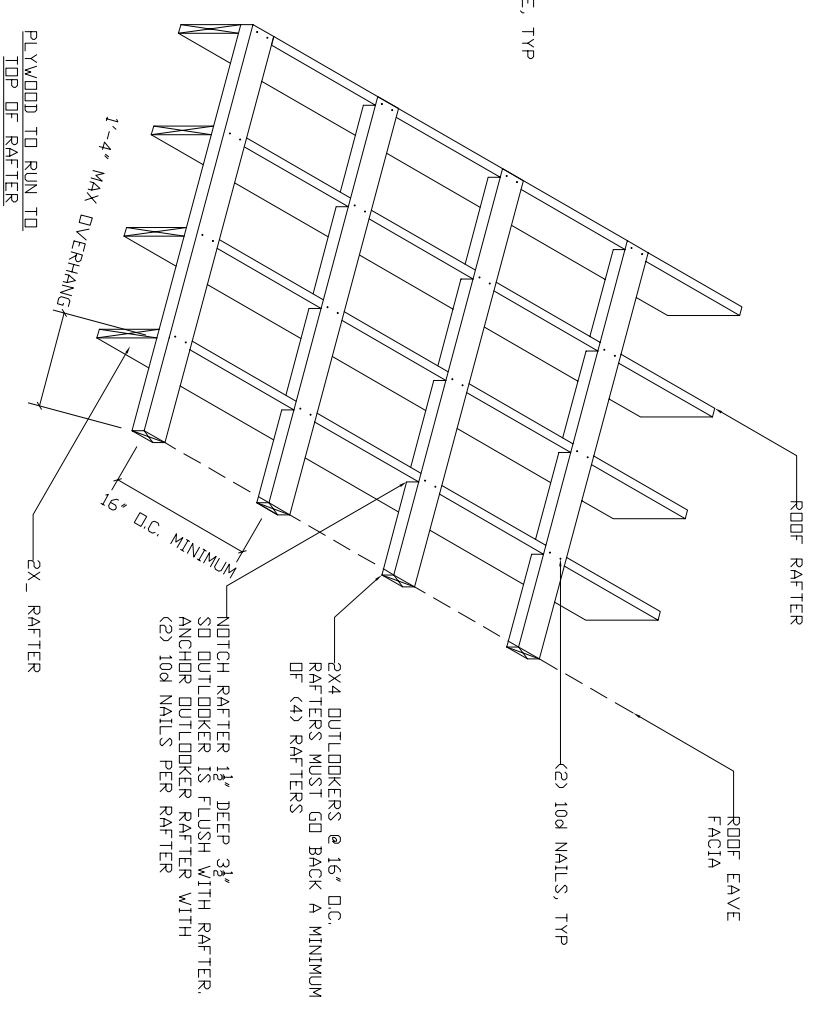 E, TYP
ROOF RAFTER
ROOF EAVE
FACIA
(2) 10d NAILS, TYP
2X4 OUTLOOKERS @ 16" O.C.
RAFTERS MUST GO BACK A MINIMUM
OF (4) RAFTERS
NOTCH RAFTER 1½" DEEP 3½"
SO OUTLOOKER IS FLUSH WITH RAFTER.
ANCHOR OUTLOOKER RAFTER WITH
(2) 10d NAILS PER RAFTER
16" O.C. MINIMUM
1'-4" MAX OVERHANG
2X_ RAFTER
PLYWOOD TO RUN TO
TOP OF RAFTER